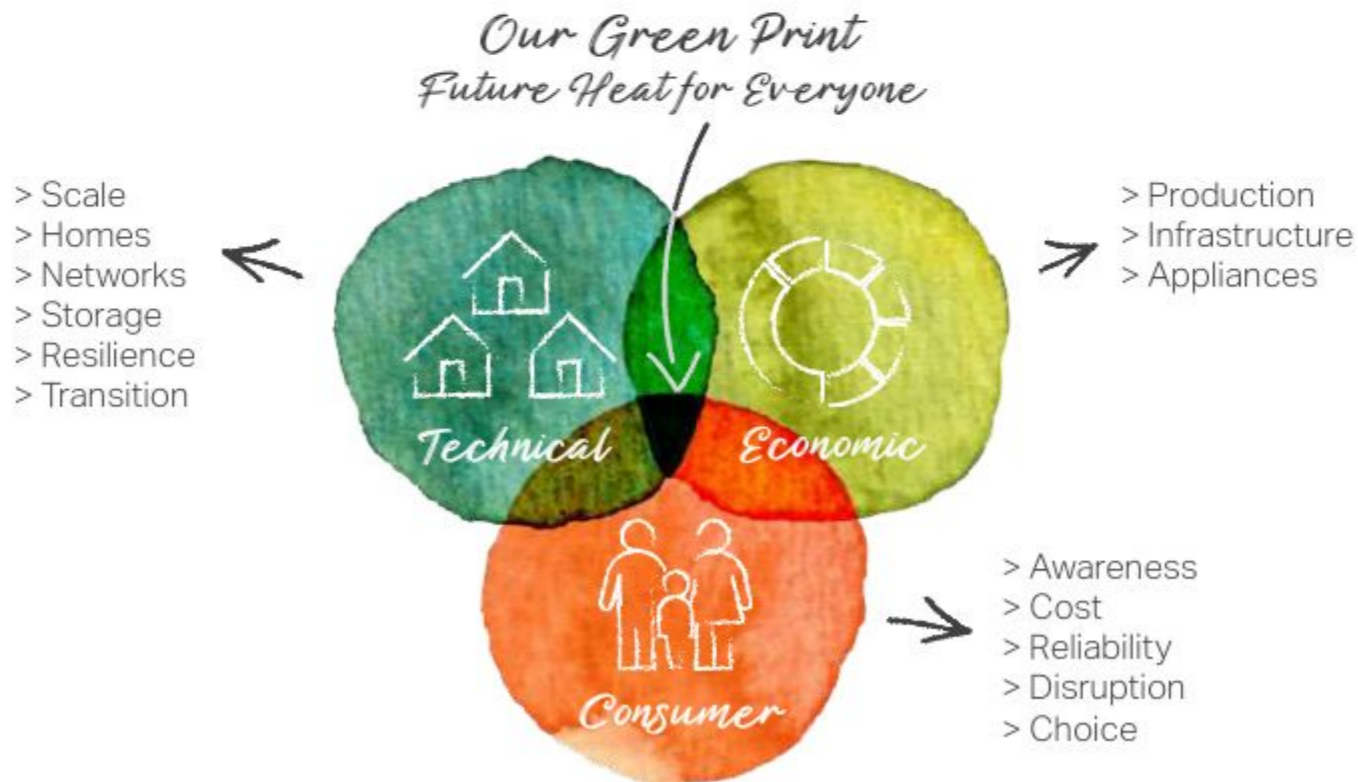 Our Green Print
Future Heat for Everyone
> Scale
> Homes
> Networks
> Storage
> Resilience
> Transition
> Production
> Infrastructure
> Appliances
Technical
Economic
Consumer
> Awareness
> Cost
> Reliability
> Disruption
> Choice